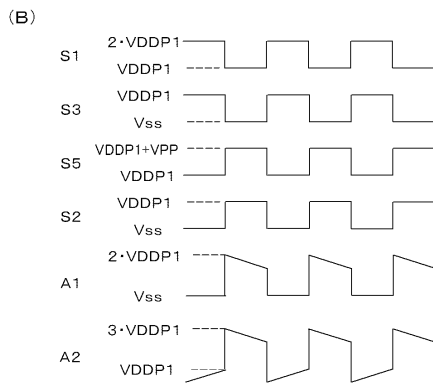 (B)
S1 2・VDDP1
VDDP1
S3 VDDP1
Vss
S5 VDDP1+VPP
VDDP1
S2 VDDP1
Vss
A1 2・VDDP1
Vss
A2 3・VDDP1
VDDP1